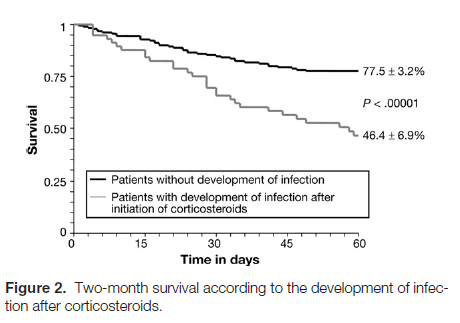 1
0.75
0.50
0.25
0
Survival
77.5 ± 3.2%
P < .00001
46.4 ± 6.9%
Patients without development of infection
Patients with development of infection after
initiation of corticosteroids
0 15 30 45 60
Time in days
Figure 2. Two-month survival according to the development of infec-
tion after corticosteroids.